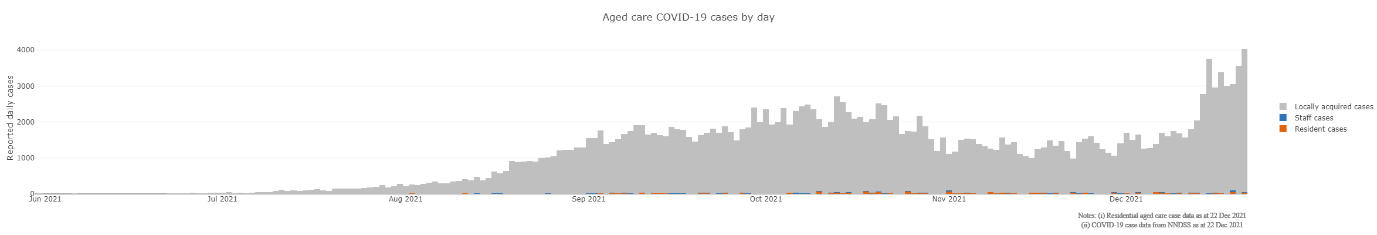 Aged care COVID-19 cases by day
Reported daily cases
4000
3000
2000
1000
0
Jun 2021
Jul 2021
Aug 2021
Sep 2021
Oct 2021
Nov 2021
Dec 2021
Locally acquired cases
Staff cases
Resident cases
Notes: (i) Residential aged care case data as at 22 Dec 2021
(ii) COVID-19 case data from NNDSS as at 22 Dec 2021